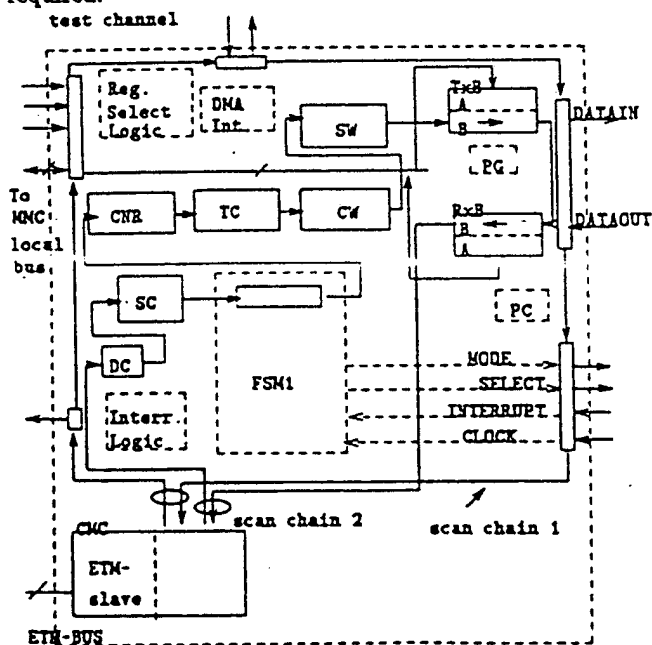 required.
test channel
Reg.
Select
Logic
DMA
Int.
SW
TxB
A
B
DATAIN
PG
To
MMC
local
bus
CNR
TC
CW
RxB
B
A
DATAOUT
SC
PC
DC
FSM1
MODE
SELECT
INTERRUPT
CLOCK
Interr.
Logic
scan chain 2
scan chain 1
CMC
ETM-
slave
ETM-BUS